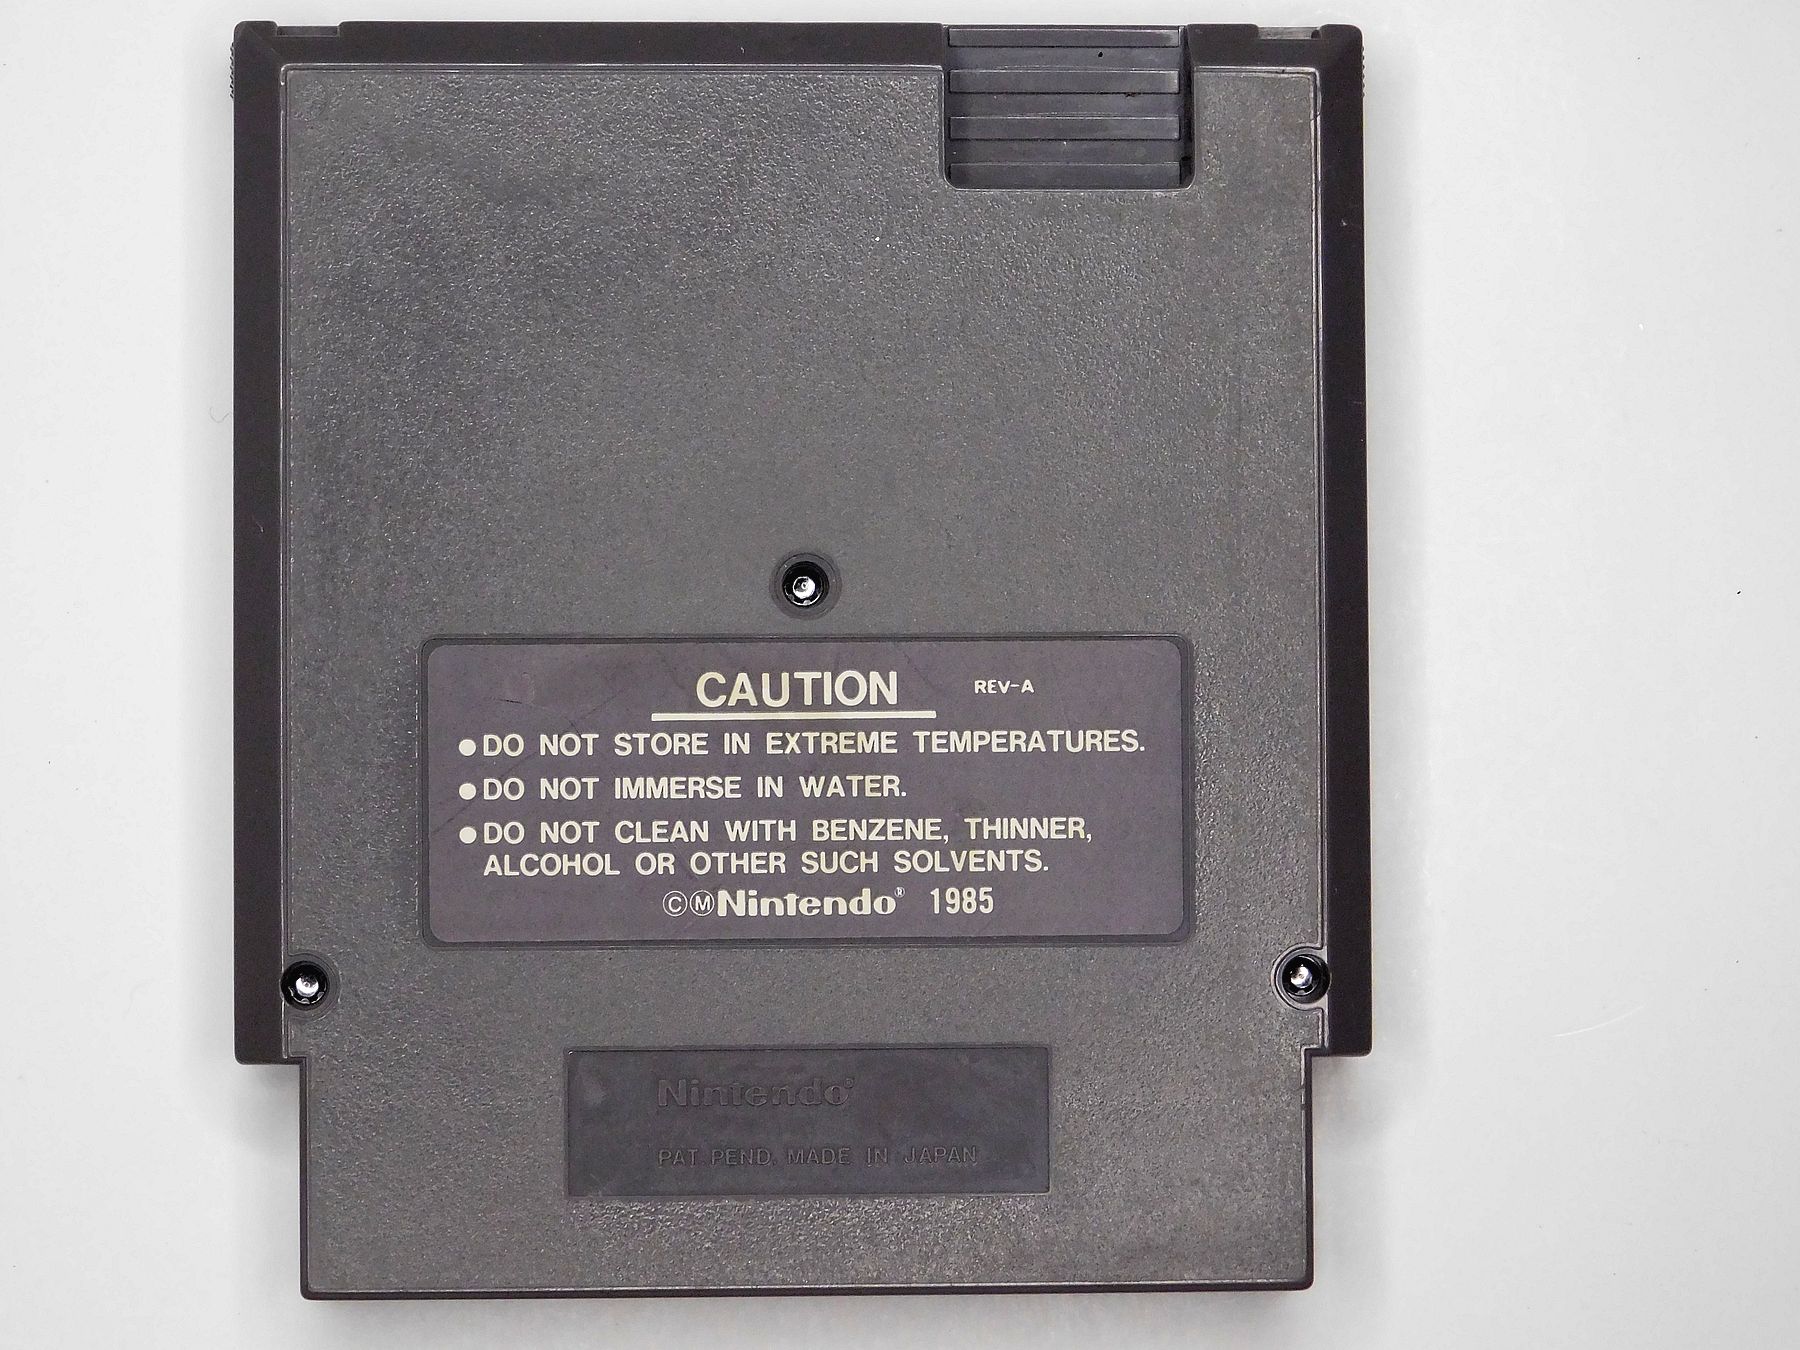 CAUTION REV-A
●DO NOT STORE IN EXTREME TEMPERATURES.
●DO NOT IMMERSE IN WATER.
●DO NOT CLEAN WITH BENZENE, THINNER,
ALCOHOL OR OTHER SUCH SOLVENTS.
©ⓂNintendo® 1985
Nintendo®
PAT. PEND. MADE IN JAPAN